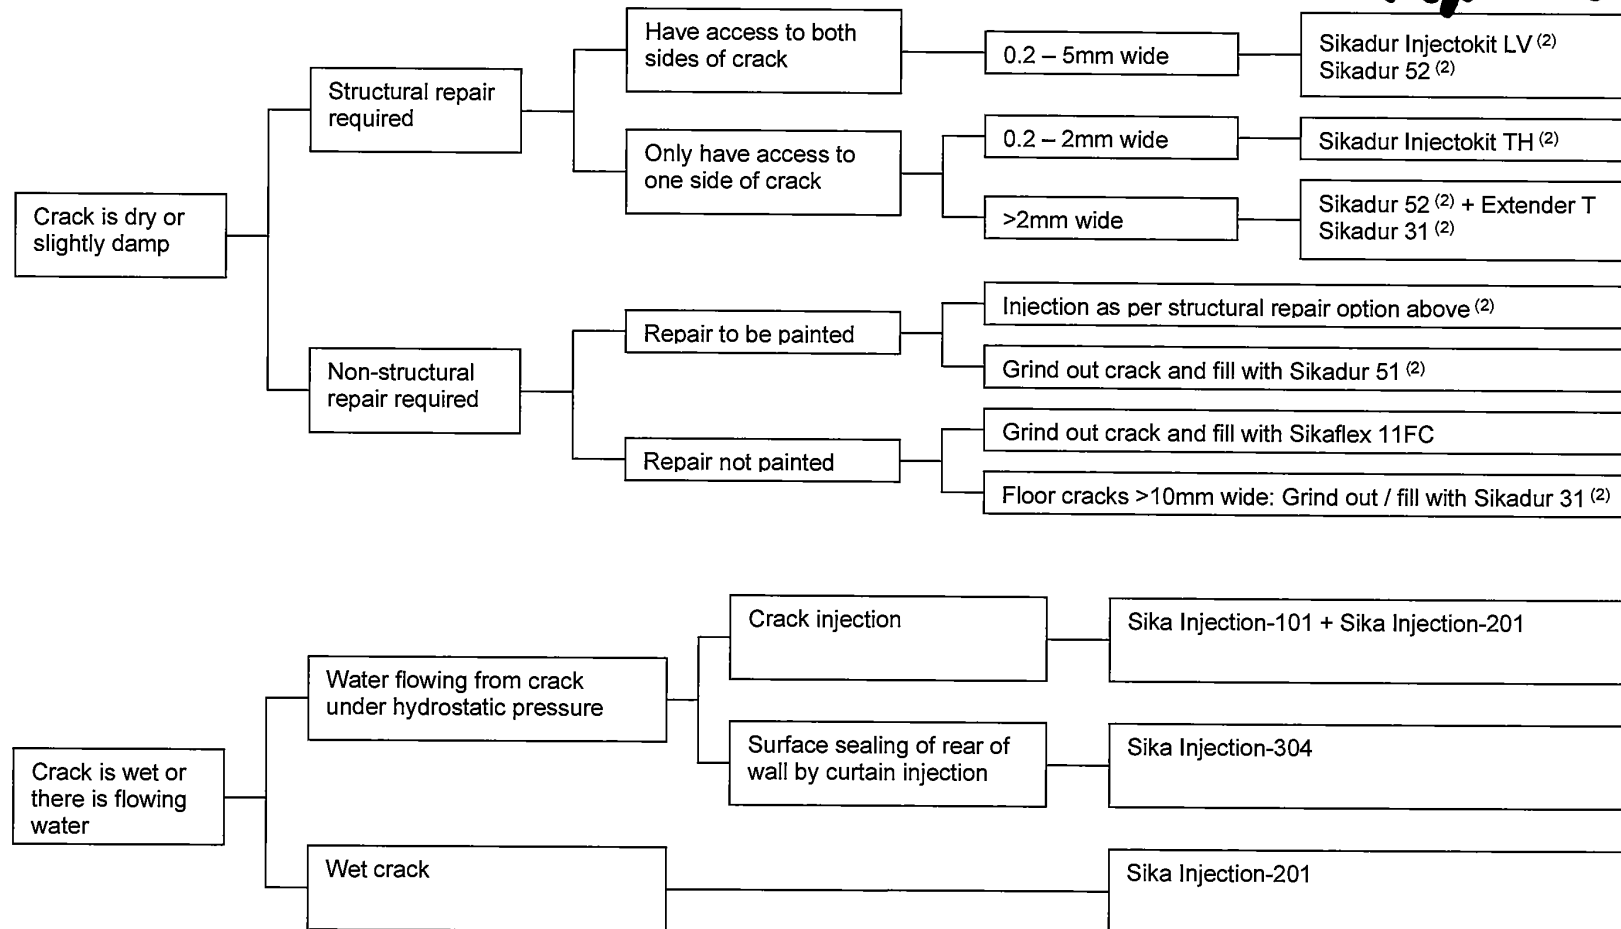 Have access to both
sides of crack
0.2 – 5mm wide
Sikadur Injectokit LV (2)
Sikadur 52 (2)
Structural repair
required
Only have access to
one side of crack
0.2 – 2mm wide
Sikadur Injectokit TH (2)
>2mm wide
Sikadur 52 (2) + Extender T
Sikadur 31 (2)
Crack is dry or
slightly damp
Repair to be painted
Injection as per structural repair option above (2)
Grind out crack and fill with Sikadur 51 (2)
Non-structural
repair required
Repair not painted
Grind out crack and fill with Sikaflex 11FC
Floor cracks >10mm wide: Grind out / fill with Sikadur 31 (2)
Crack injection
Sika Injection-101 + Sika Injection-201
Water flowing from crack
under hydrostatic pressure
Surface sealing of rear of
wall by curtain injection
Sika Injection-304
Crack is wet or
there is flowing
water
Wet crack
Sika Injection-201